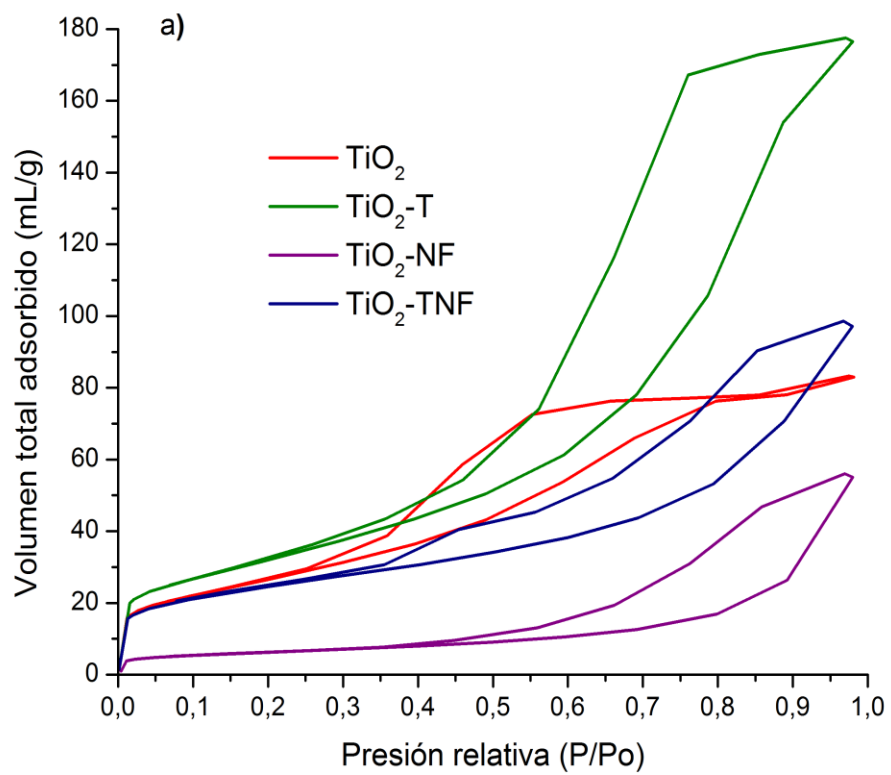 a)
180
160
140
120
100
80
60
40
20
0
Volumen total adsorbido (mL/g)
TiO₂
TiO₂-T
TiO₂-NF
TiO₂-TNF
0,0 0,1 0,2 0,3 0,4 0,5 0,6 0,7 0,8 0,9 1,0
Presión relativa (P/Po)